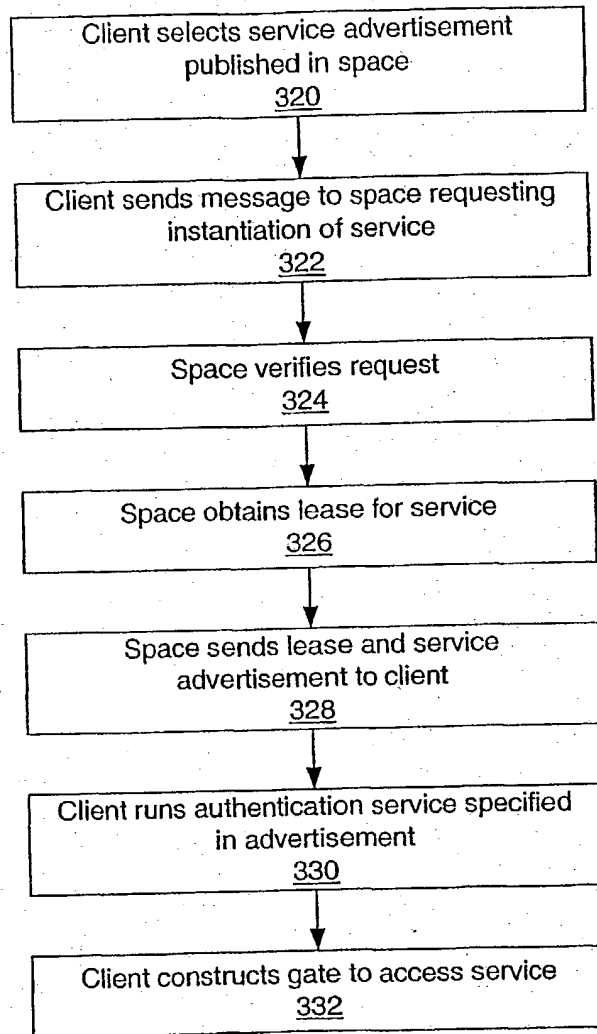 Client selects service advertisement
published in space
320
Client sends message to space requesting
instantiation of service
322
Space verifies request
324
Space obtains lease for service
326
Space sends lease and service
advertisement to client
328
Client runs authentication service specified
in advertisement
330
Client constructs gate to access service
332